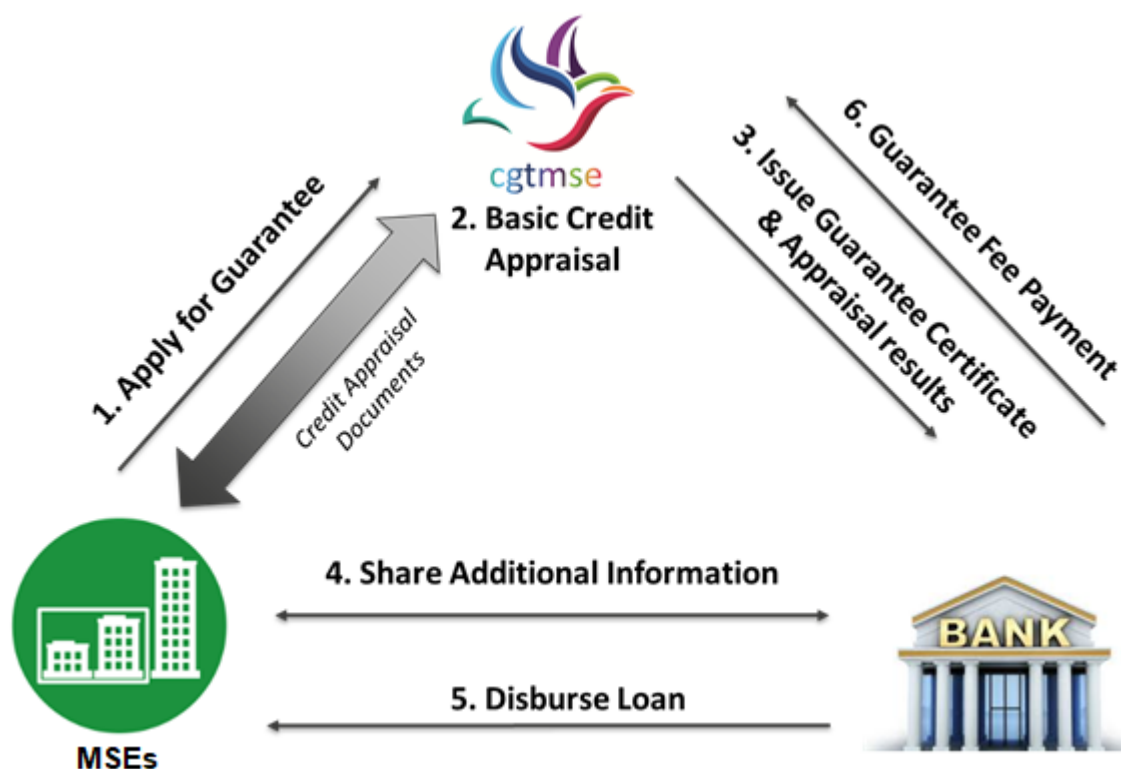 cgtmse
2. Basic Credit
Appraisal
1. Apply for Guarantee
Credit Appraisal
Documents
3. Issue Guarantee Certificate
& Appraisal results
6. Guarantee Fee Payment
4. Share Additional Information
5. Disburse Loan
MSEs
BANK